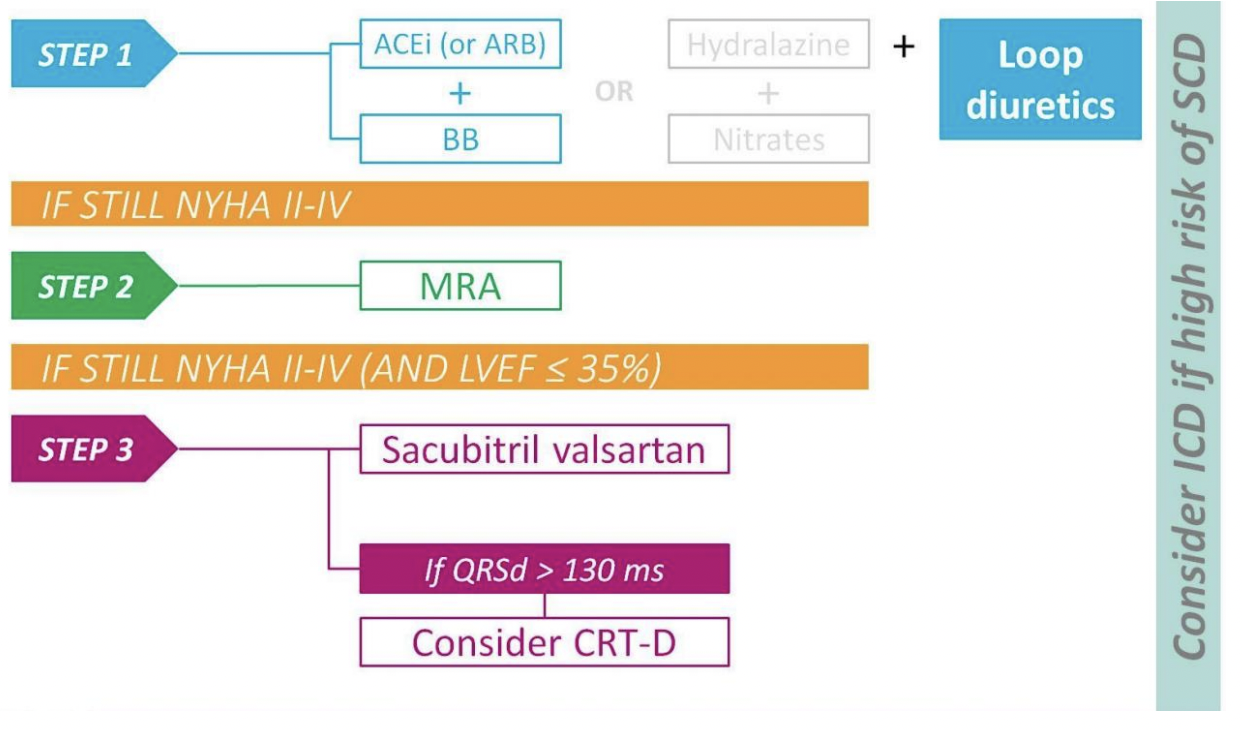 STEP 1
ACEi (or ARB)
+
BB
OR
Hydralazine
+
Nitrates
+
Loop
diuretics
IF STILL NYHA II-IV
STEP 2
MRA
IF STILL NYHA II-IV (AND LVEF ≤ 35%)
STEP 3
Sacubitril valsartan
If QRSd > 130 ms
Consider CRT-D
Consider ICD if high risk of SCD